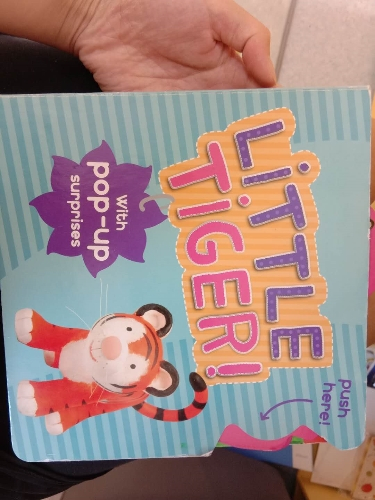 LiTTLE
TiGER!
With
pop-up
surprises
push
here!